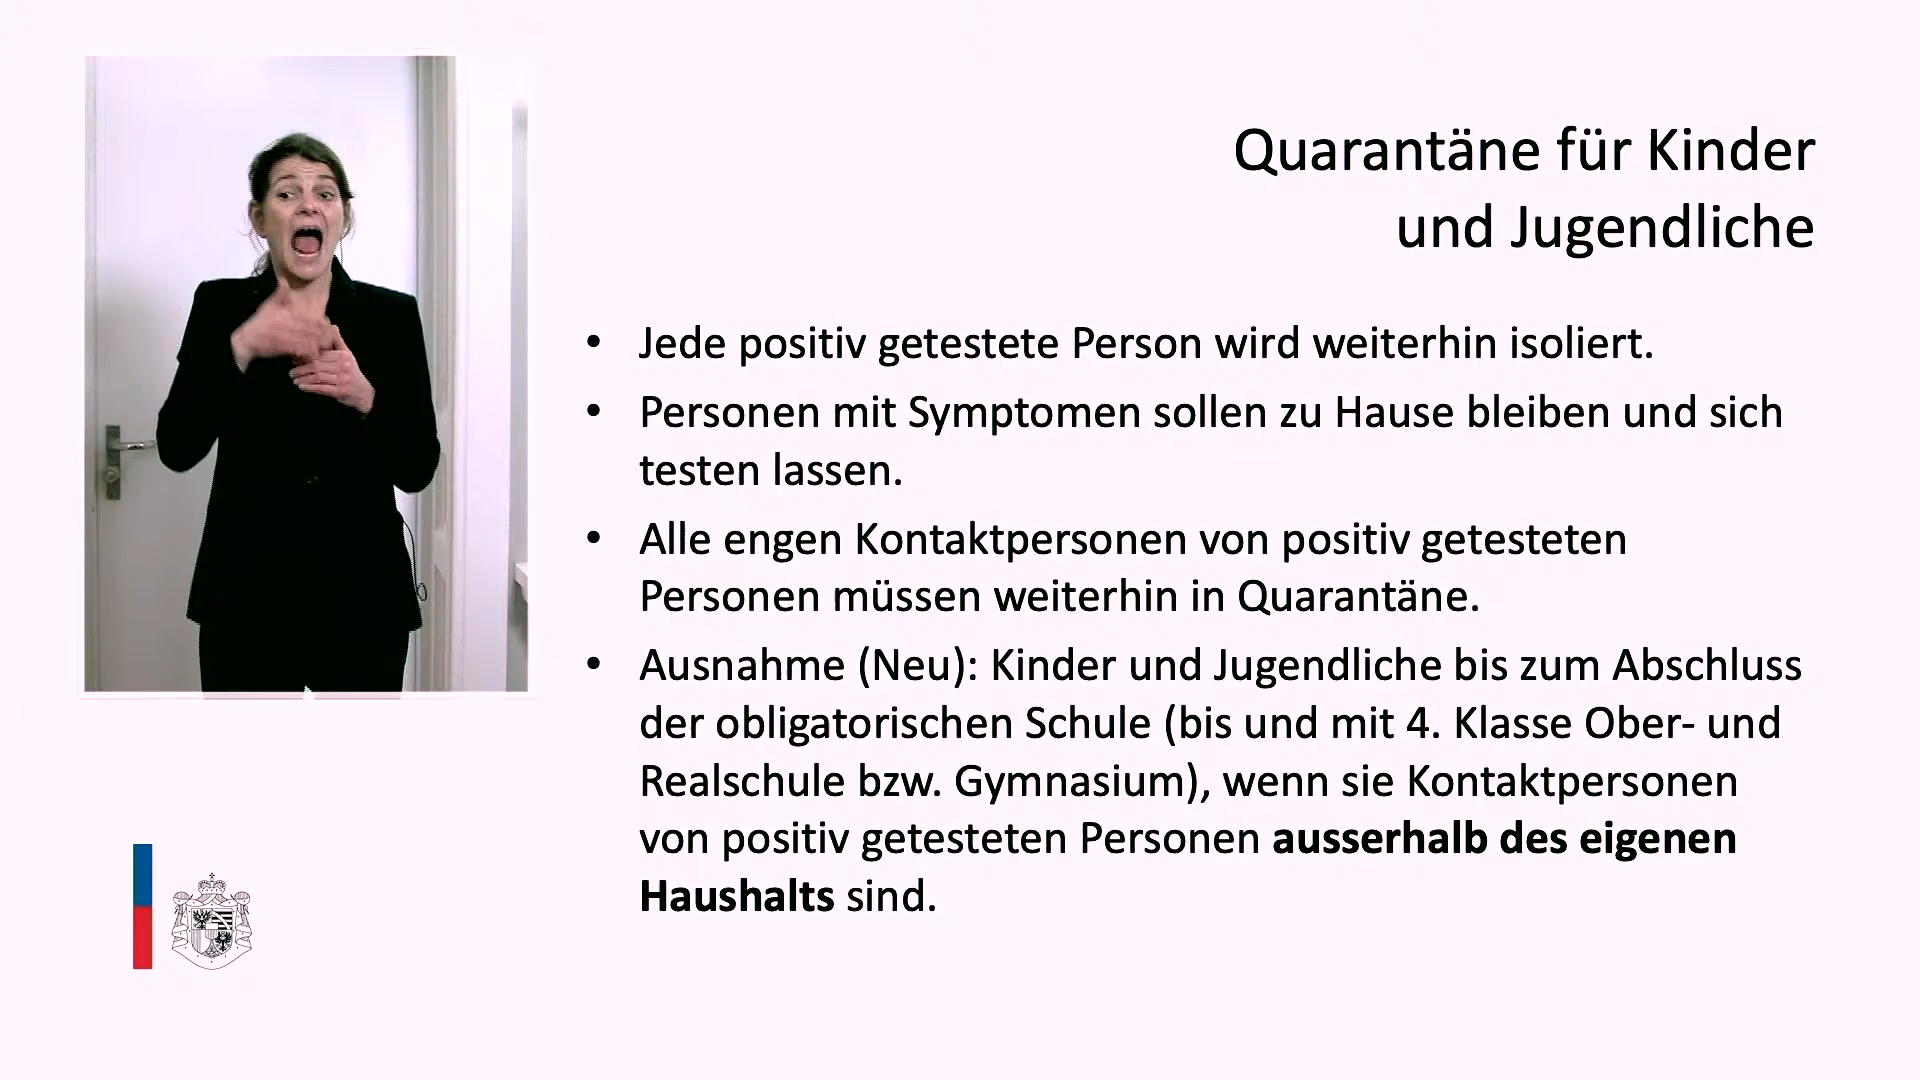 Quarantäne für Kinder
und Jugendliche
• Jede positiv getestete Person wird weiterhin isoliert.
• Personen mit Symptomen sollen zu Hause bleiben und sich
testen lassen.
• Alle engen Kontaktpersonen von positiv getesteten
Personen müssen weiterhin in Quarantäne.
• Ausnahme (Neu): Kinder und Jugendliche bis zum Abschluss
der obligatorischen Schule (bis und mit 4. Klasse Ober- und
Realschule bzw. Gymnasium), wenn sie Kontaktpersonen
von positiv getesteten Personen ausserhalb des eigenen
Haushalts sind.